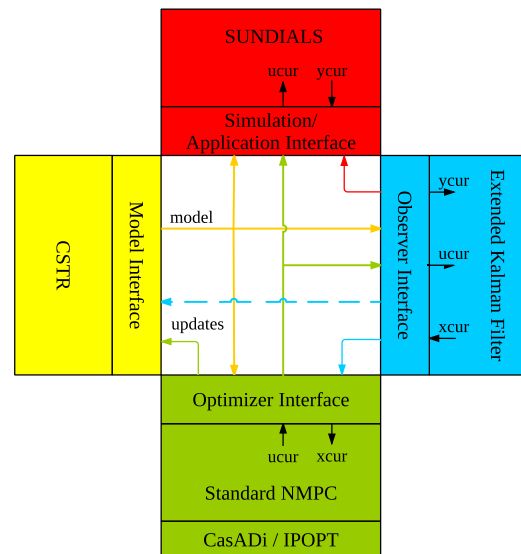 SUNDIALS
ucur ycur
Simulation/
Application Interface
CSTR
Model Interface
model
updates
Observer Interface
ycur
ucur
xcur
Extended Kalman Filter
Optimizer Interface
ucur xcur
Standard NMPC
CasADi / IPOPT